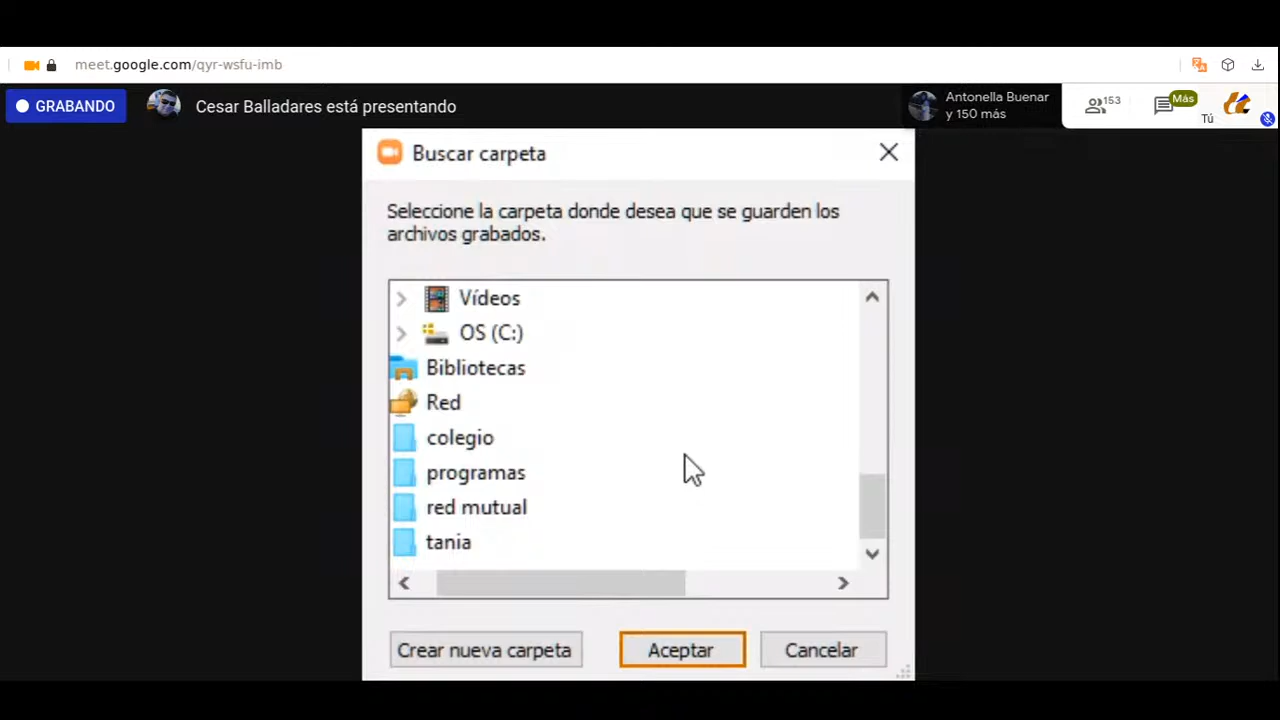 meet.google.com/qyr-wsfu-imb
GRABANDO
Cesar Balladares está presentando
Antonella Buenar
y 150 más
153
Más
Tú
Buscar carpeta
Seleccione la carpeta donde desea que se guarden los
archivos grabados.
Vídeos
OS (C:)
Bibliotecas
Red
colegio
programas
red mutual
tania
Crear nueva carpeta
Aceptar
Cancelar